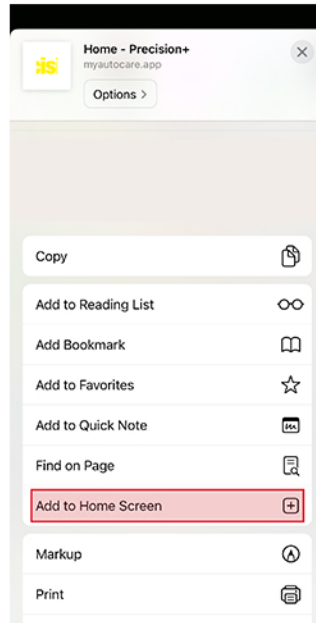 Home - Precision+
myautocare.app
Options >
Copy
Add to Reading List
Add Bookmark
Add to Favorites
Add to Quick Note
Find on Page
Add to Home Screen
Markup
Print